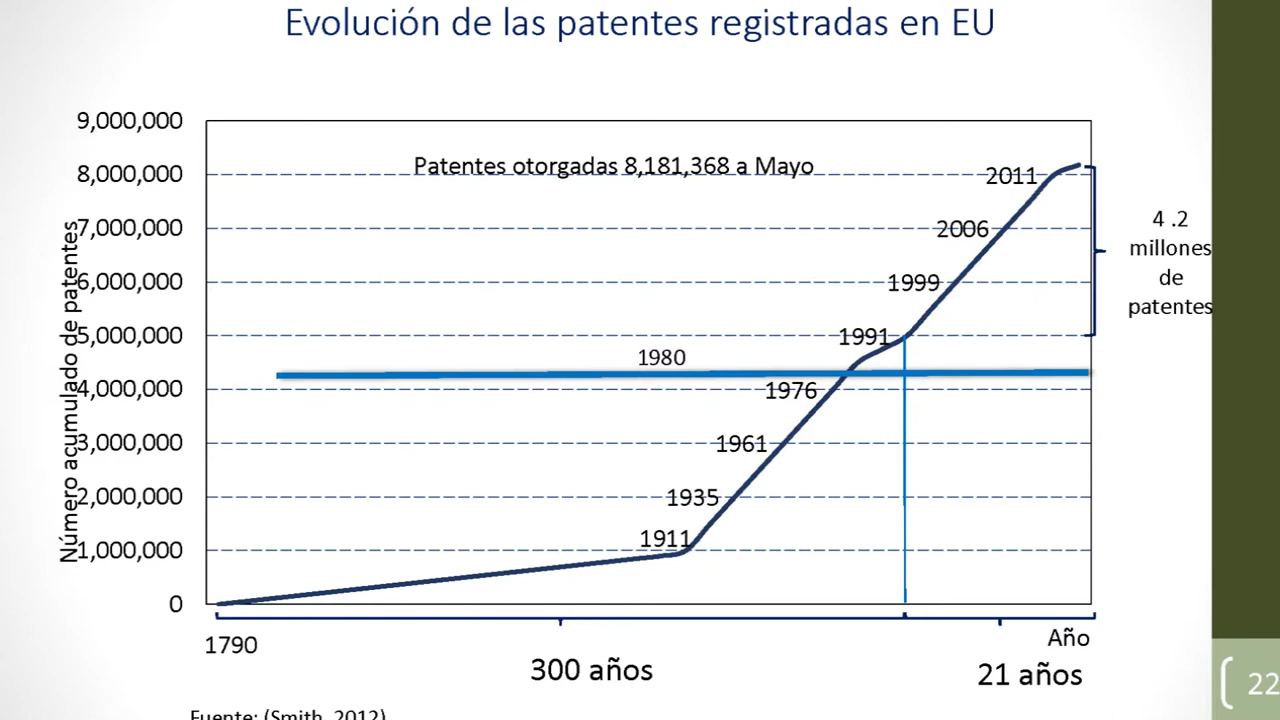 Evolución de las patentes registradas en EU
9,000,000
8,000,000
7,000,000
6,000,000
5,000,000
4,000,000
3,000,000
2,000,000
1,000,000
0
Número acumulado de patentes
Patentes otorgadas 8,181,368 a Mayo
2011
2006
1999
1991
1980
1976
1961
1935
1911
4 .2
millones
de
patentes
1790
Año
300 años
21 años
Fuente: (Smith, 2012)
22